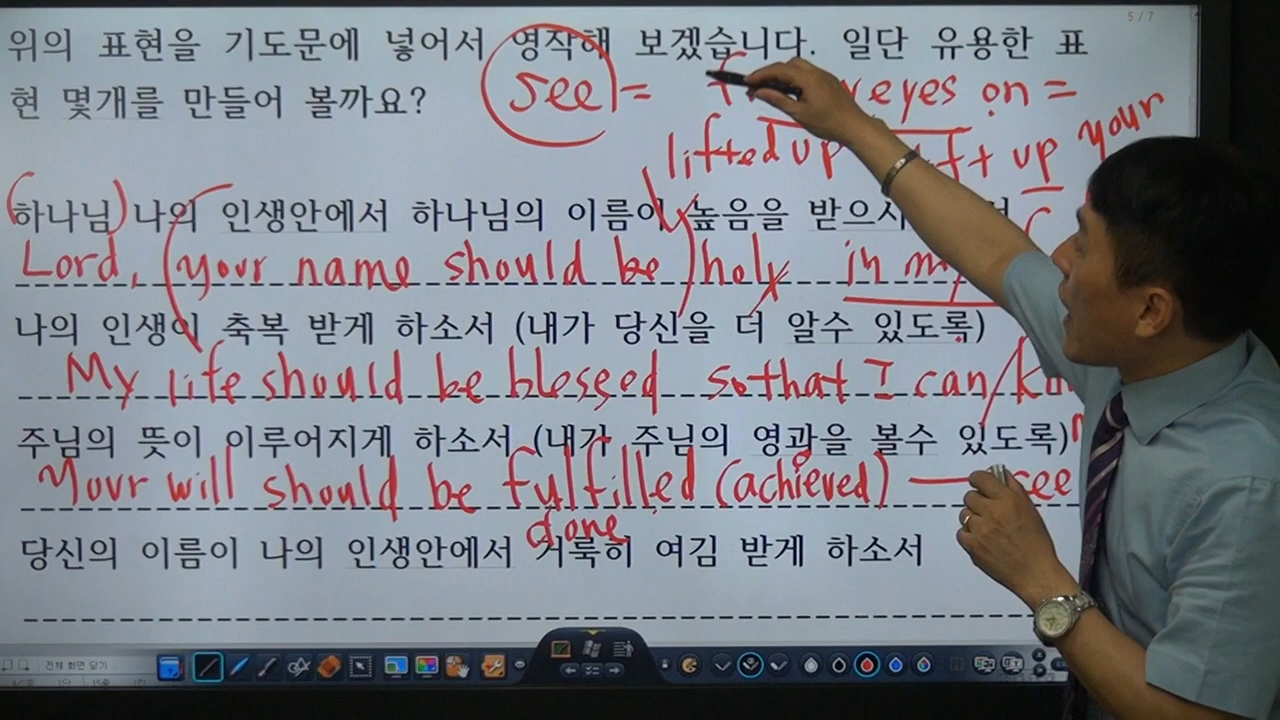 5/7
위의 표현을 기도문에 넣어서 영작해 보겠습니다. 일단 유용한 표
현 몇개를 만들어 볼까요?
see = eyes on =
lifted up up your
하나님 나의 인생안에서 하나님의 이름이 높음을 받으시
Lord, (your name should be) holy in my
나의 인생이 축복 받게 하소서 (내가 당신을 더 알수 있도록)
My life should be blessed so that I can
주님의 뜻이 이루어지게 하소서 (내가 주님의 영광을 볼수 있도록)
Your will should be fulfilled (achieved) — see
done
당신의 이름이 나의 인생안에서 거룩히 여김 받게 하소서
전체 화면 닫기